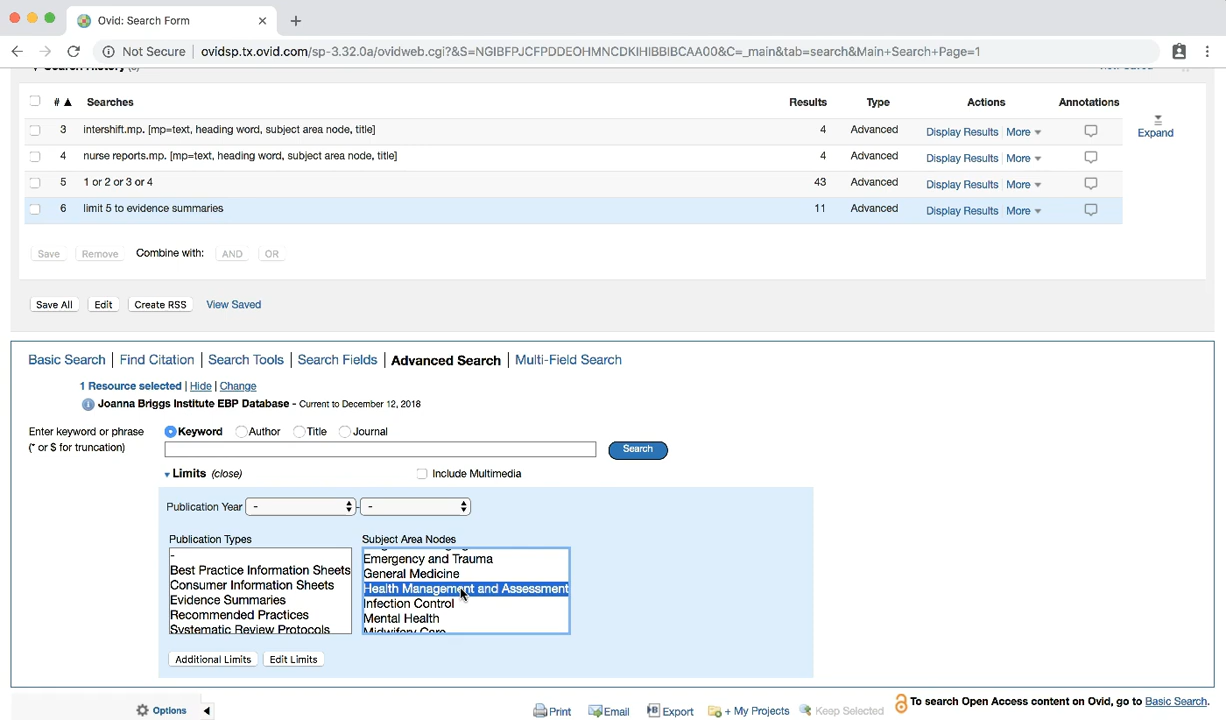 Ovid: Search Form
Not Secure ovidsp.tx.ovid.com/sp-3.32.0a/ovidweb.cgi?&S=NGIBFPJCFPDDEOHMNCDKIHIBBIBCAA00&C=_main&tab=search&Main+Search+Page=1
# ▲ Searches Results Type Actions Annotations
3 intershift.mp. [mp=text, heading word, subject area node, title] 4 Advanced Display Results More
Expand
4 nurse reports.mp. [mp=text, heading word, subject area node, title] 4 Advanced Display Results More
5 1 or 2 or 3 or 4 43 Advanced Display Results More
6 limit 5 to evidence summaries 11 Advanced Display Results More
Save Remove Combine with: AND OR
Save All Edit Create RSS View Saved
Basic Search | Find Citation | Search Tools | Search Fields | Advanced Search | Multi-Field Search
1 Resource selected | Hide | Change
Joanna Briggs Institute EBP Database - Current to December 12, 2018
Enter keyword or phrase Keyword Author Title Journal
(* or $ for truncation) Search
Limits (close) Include Multimedia
Publication Year - - -
Publication Types Subject Area Nodes
-
Emergency and Trauma
Best Practice Information Sheets General Medicine
Consumer Information Sheets Health Management and Assessment
Evidence Summaries Infection Control
Recommended Practices Mental Health
Systematic Review Protocols Midwifery Care
Additional Limits Edit Limits
Options Print Email Export + My Projects Keep Selected To search Open Access content on Ovid, go to Basic Search.